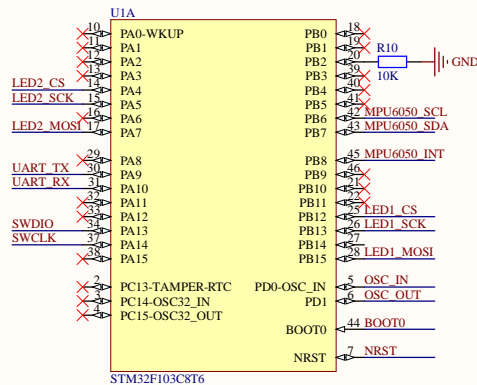 U1A
10 PA0-WKUP PB0 18
11 PA1 PB1 19
12 PA2 PB2 20 R10 10K GND
13 PA3 PB3 39
LED2_CS 14 PA4 PB4 40
LED2_SCK 15 PA5 PB5 41
16 PA6 PB6 42 MPU6050_SCL
LED2_MOSI 17 PA7 PB7 43 MPU6050_SDA
29 PA8 PB8 45 MPU6050_INT
UART_TX 30 PA9 PB9 46
UART_RX 31 PA10 PB10 21
32 PA11 PB11 22
33 PA12 PB12 25 LED1_CS
SWDIO 34 PA13 PB13 26 LED1_SCK
SWCLK 37 PA14 PB14 27
38 PA15 PB15 28 LED1_MOSI
2 PC13-TAMPER-RTC PD0-OSC_IN 5 OSC_IN
3 PC14-OSC32_IN PD1 6 OSC_OUT
4 PC15-OSC32_OUT
BOOT0 44 BOOT0
NRST 7 NRST
STM32F103C8T6